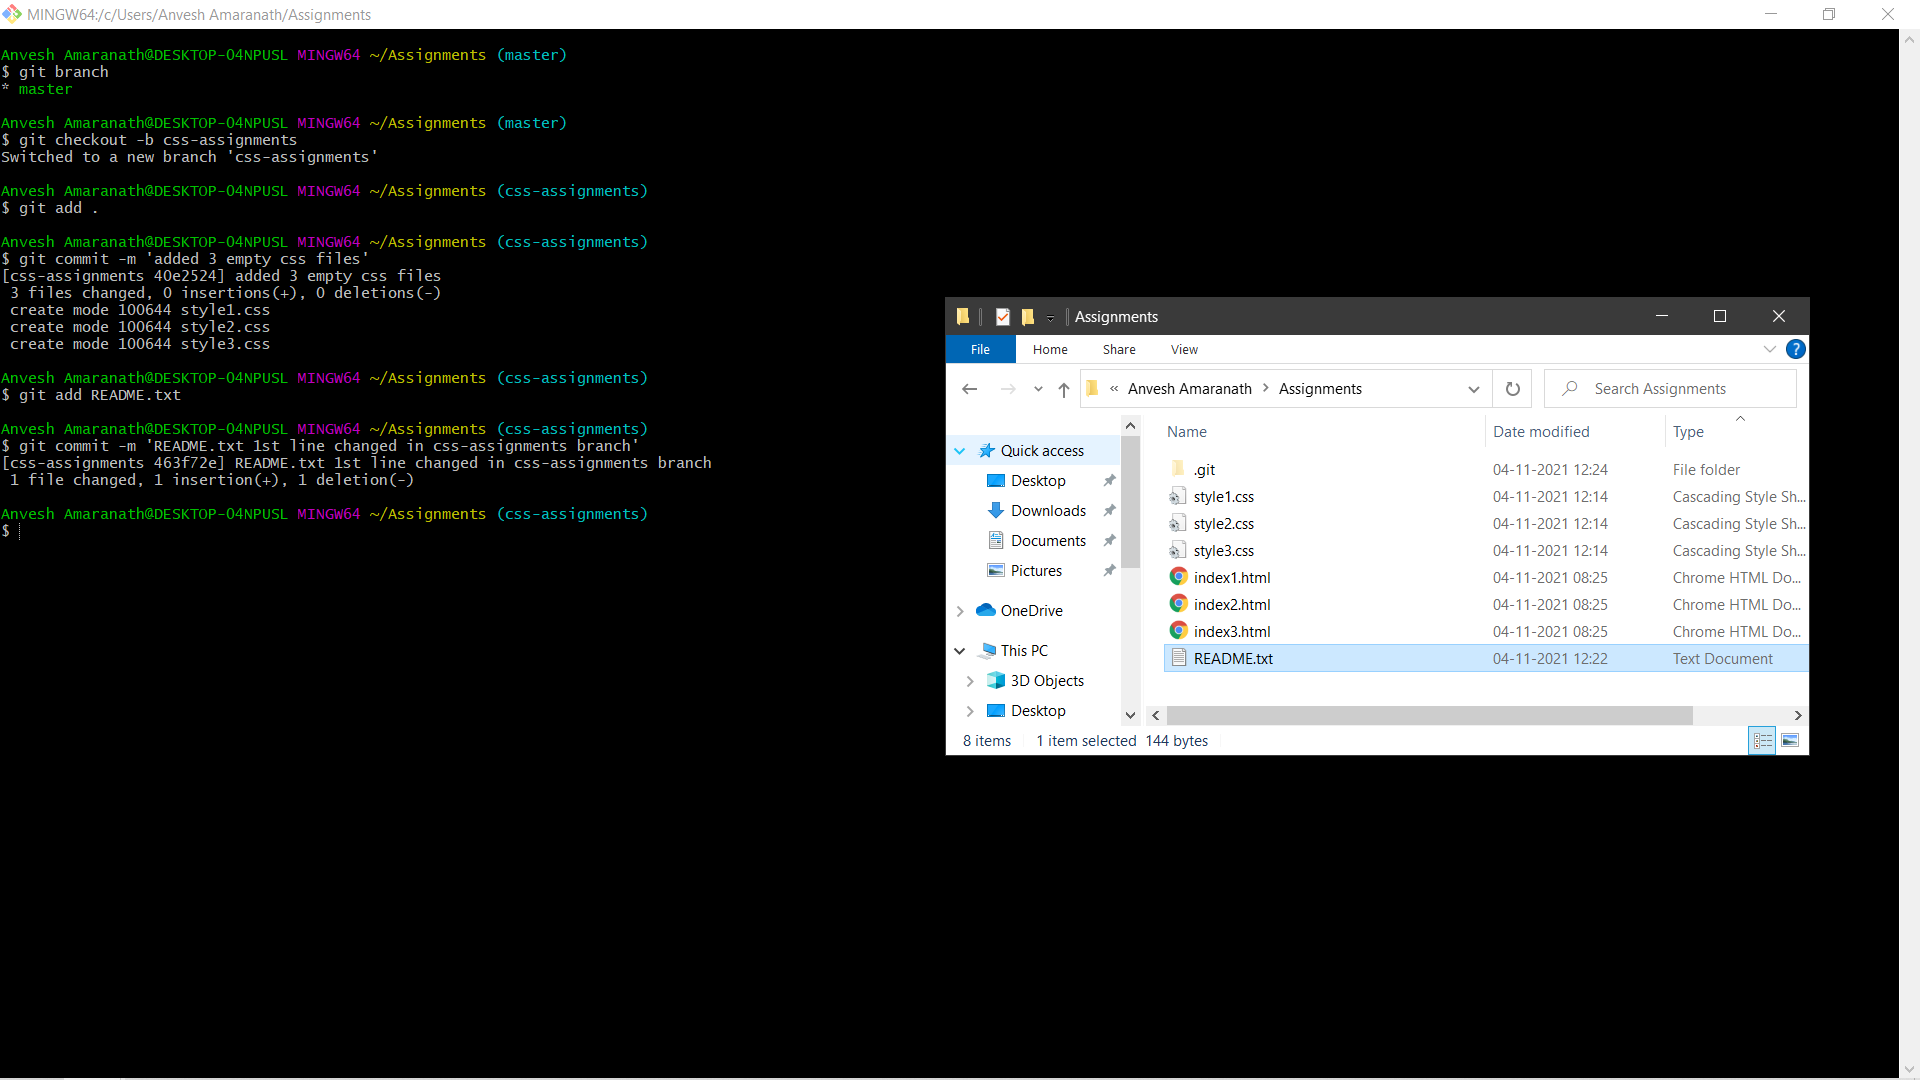 MINGW64:/c/Users/Anvesh Amaranath/Assignments
Anvesh Amaranath@DESKTOP-04NPUSL MINGW64 ~/Assignments (master)
$ git branch
* master
Anvesh Amaranath@DESKTOP-04NPUSL MINGW64 ~/Assignments (master)
$ git checkout -b css-assignments
Switched to a new branch 'css-assignments'
Anvesh Amaranath@DESKTOP-04NPUSL MINGW64 ~/Assignments (css-assignments)
$ git add .
Anvesh Amaranath@DESKTOP-04NPUSL MINGW64 ~/Assignments (css-assignments)
$ git commit -m 'added 3 empty css files'
[css-assignments 40e2524] added 3 empty css files
3 files changed, 0 insertions(+), 0 deletions(-)
create mode 100644 style1.css
create mode 100644 style2.css
create mode 100644 style3.css
Anvesh Amaranath@DESKTOP-04NPUSL MINGW64 ~/Assignments (css-assignments)
$ git add README.txt
Anvesh Amaranath@DESKTOP-04NPUSL MINGW64 ~/Assignments (css-assignments)
$ git commit -m 'README.txt 1st line changed in css-assignments branch'
[css-assignments 463f72e] README.txt 1st line changed in css-assignments branch
1 file changed, 1 insertion(+), 1 deletion(-)
Anvesh Amaranath@DESKTOP-04NPUSL MINGW64 ~/Assignments (css-assignments)
$
Assignments
File Home Share View
« Anvesh Amaranath > Assignments
Search Assignments
Quick access
Desktop
Downloads
Documents
Pictures
OneDrive
This PC
3D Objects
Desktop
Name Date modified Type
.git 04-11-2021 12:24 File folder
style1.css 04-11-2021 12:14 Cascading Style Sh...
style2.css 04-11-2021 12:14 Cascading Style Sh...
style3.css 04-11-2021 12:14 Cascading Style Sh...
index1.html 04-11-2021 08:25 Chrome HTML Do...
index2.html 04-11-2021 08:25 Chrome HTML Do...
index3.html 04-11-2021 08:25 Chrome HTML Do...
README.txt 04-11-2021 12:22 Text Document
8 items 1 item selected 144 bytes